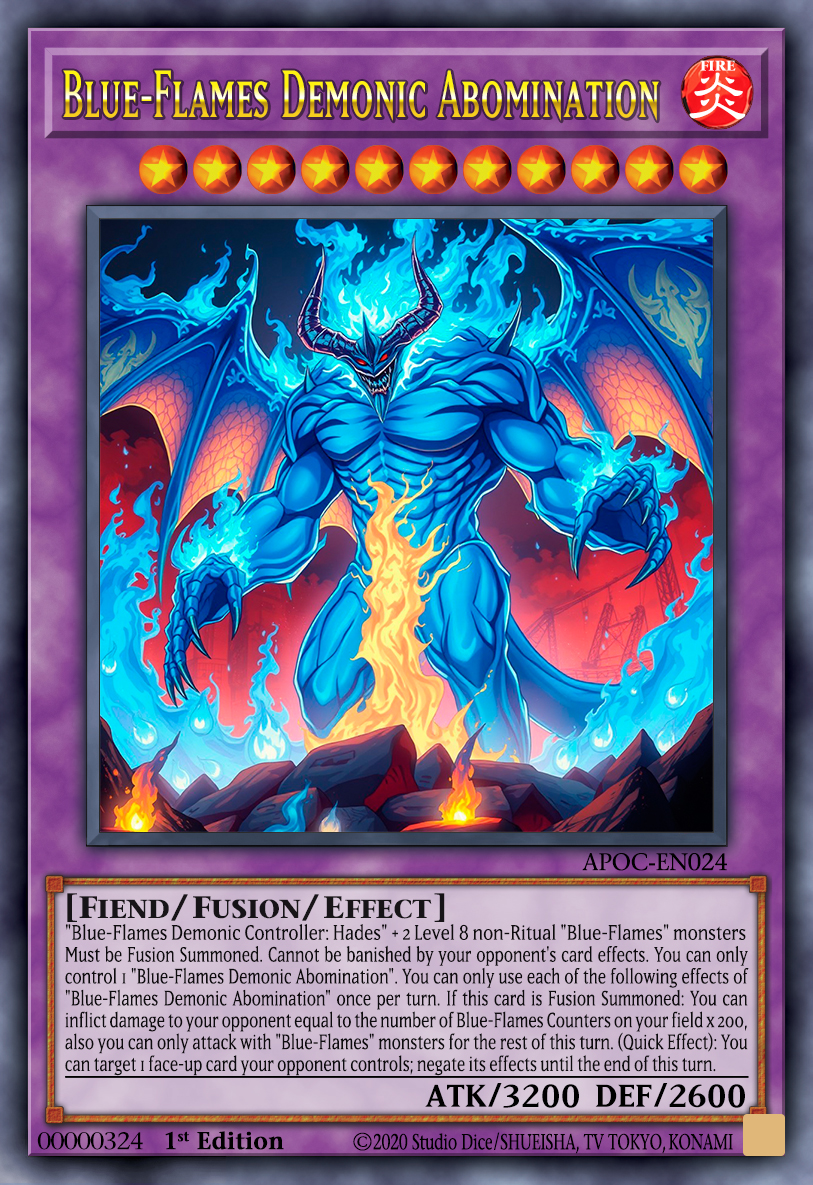 Blue-Flames Demonic Abomination
FIRE
炎
APOC-EN024
[Fiend/Fusion/Effect]
"Blue-Flames Demonic Controller: Hades" + 2 Level 8 non-Ritual "Blue-Flames" monsters
Must be Fusion Summoned. Cannot be banished by your opponent's card effects. You can only
control 1 "Blue-Flames Demonic Abomination". You can only use each of the following effects of
"Blue-Flames Demonic Abomination" once per turn. If this card is Fusion Summoned: You can
inflict damage to your opponent equal to the number of Blue-Flames Counters on your field x 200,
also you can only attack with "Blue-Flames" monsters for the rest of this turn. (Quick Effect): You
can target 1 face-up card your opponent controls; negate its effects until the end of this turn.
ATK/3200 DEF/2600
00000324 1st Edition ©2020 Studio Dice/SHUEISHA, TV TOKYO, KONAMI